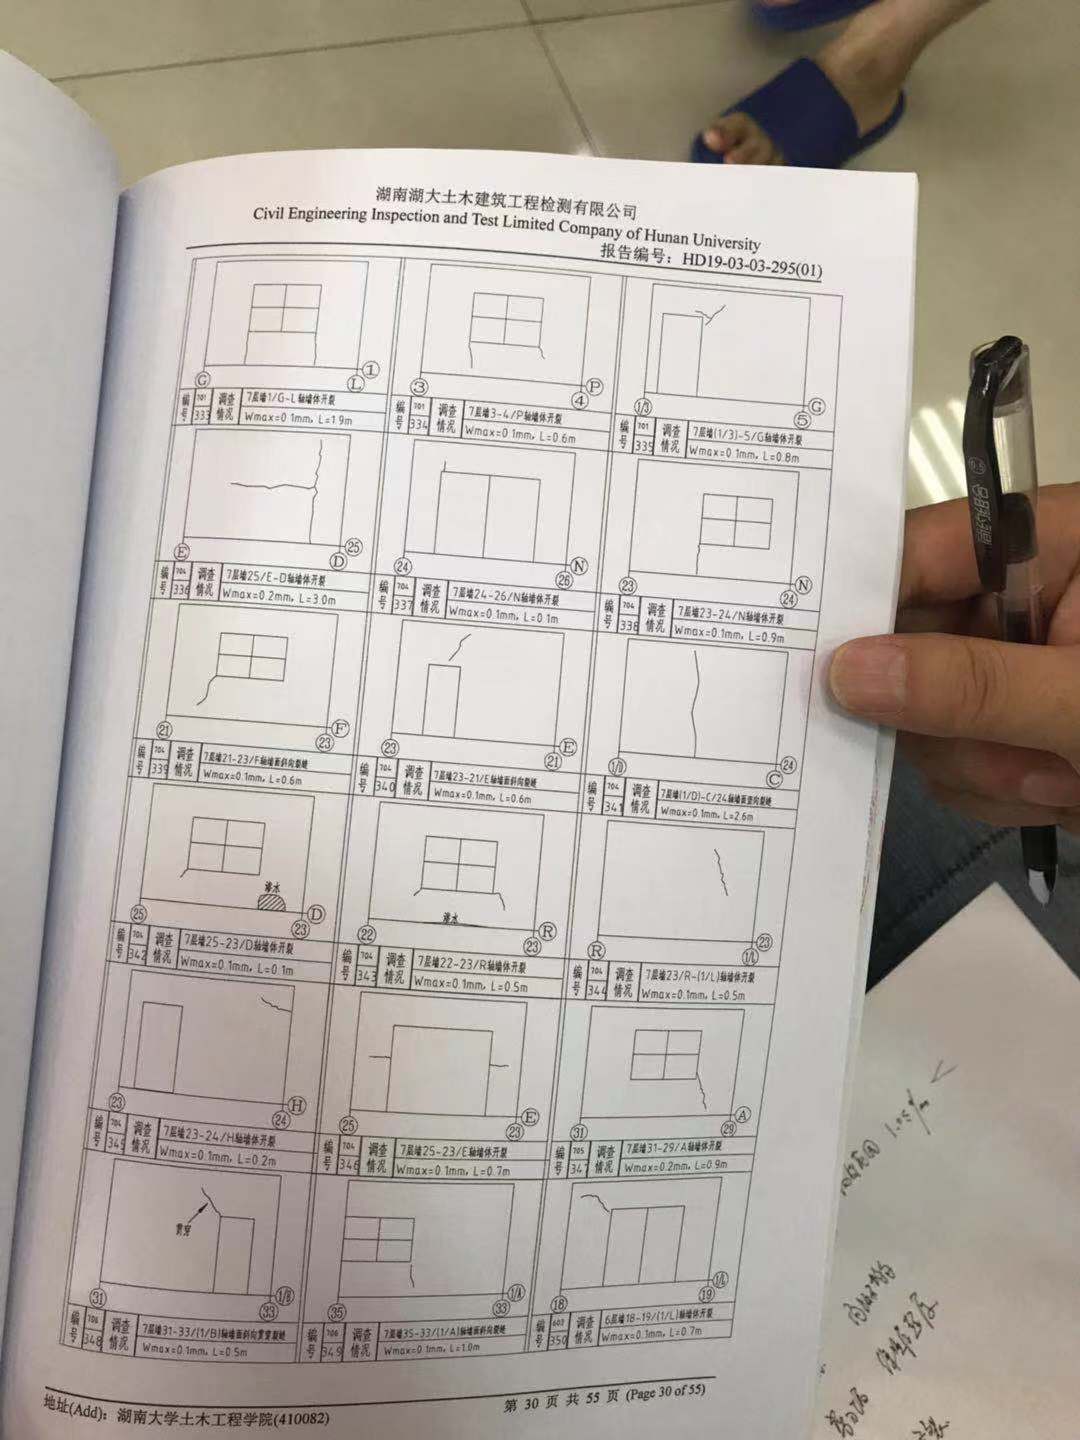 湖南湖大土木建筑工程检测有限公司
Civil Engineering Inspection and Test Limited Company of Hunan University
报告编号：HD19-03-03-295(01)
G L 1
编号 701 333 调查情况 7层墙1/G-L轴墙体开裂
Wmax=0.1mm, L=1.9m
3 4 P
编号 701 334 调查情况 7层墙3-4/P轴墙体开裂
Wmax=0.1mm, L=0.6m
1/3 5 G
编号 701 335 调查情况 7层墙(1/3)-5/G轴墙体开裂
Wmax=0.1mm, L=0.8m
E D 25
编号 704 336 调查情况 7层墙25/E-D轴墙体开裂
Wmax=0.2mm, L=3.0m
24 26 N
编号 704 337 调查情况 7层墙24-26/N轴墙体开裂
Wmax=0.1mm, L=0.1m
23 24 N
编号 704 338 调查情况 7层墙23-24/N轴墙体开裂
Wmax=0.1mm, L=0.9m
21 23 F
编号 704 339 调查情况 7层墙21-23/F轴墙面斜向裂缝
Wmax=0.1mm, L=0.6m
23 21 E
编号 704 340 调查情况 7层墙23-21/E轴墙面斜向裂缝
Wmax=0.1mm, L=0.6m
1/D C 24
编号 704 341 调查情况 7层墙(1/D)-C/24轴墙面竖向裂缝
Wmax=0.1mm, L=2.6m
渗水
25 23 D
编号 704 342 调查情况 7层墙25-23/D轴墙体开裂
Wmax=0.1mm, L=0.1m
渗水
22 23 R
编号 704 343 调查情况 7层墙22-23/R轴墙体开裂
Wmax=0.1mm, L=0.5m
R 1/L 23
编号 704 344 调查情况 7层墙23/R-(1/L)轴墙体开裂
Wmax=0.1mm, L=0.5m
23 24 H
编号 704 345 调查情况 7层墙23-24/H轴墙体开裂
Wmax=0.1mm, L=0.2m
25 23 E
编号 704 346 调查情况 7层墙25-23/E轴墙体开裂
Wmax=0.1mm, L=0.7m
31 29 A
编号 705 347 调查情况 7层墙31-29/A轴墙体开裂
Wmax=0.2mm, L=0.9m
贯穿
31 33 1/B
编号 706 348 调查情况 7层墙31-33/(1/B)轴墙面斜向贯穿裂缝
Wmax=0.1mm, L=0.5m
35 33 1/A
编号 706 349 调查情况 7层墙35-33/(1/A)轴墙面斜向裂缝
Wmax=0.1mm, L=1.0m
18 19 1/L
编号 603 350 调查情况 6层墙18-19/(1/L)轴墙体开裂
Wmax=0.1mm, L=0.7m
地址(Add)：湖南大学土木工程学院(410082)
第 30 页 共 55 页 (Page 30 of 55)